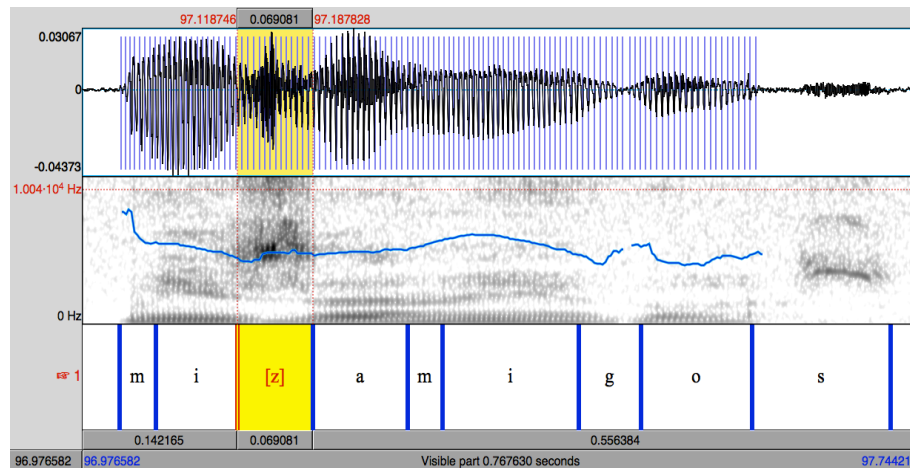 97.118746 0.069081 97.187828
0.03067
0
-0.04373
1.004·10⁴ Hz
0 Hz
☞ 1 m i [z] a m i g o s
0.142165 0.069081 0.556384
96.976582 96.976582 Visible part 0.767630 seconds 97.74421